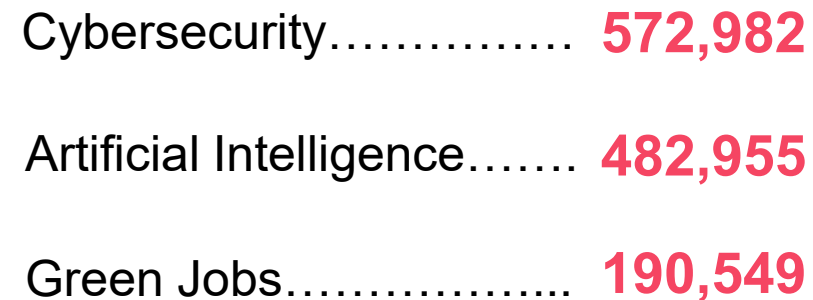 Cybersecurity…………… 572,982
Artificial Intelligence……. 482,955
Green Jobs……………... 190,549